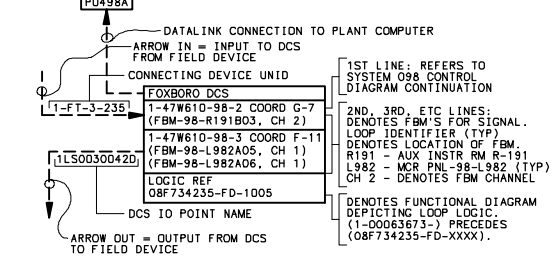 PU498A
DATALINK CONNECTION TO PLANT COMPUTER
ARROW IN = INPUT TO DCS
FROM FIELD DEVICE
CONNECTING DEVICE UNID
1-FT-3-235
FOXBORO DCS
1-47W610-98-2 COORD G-7
(FBM-98-R191B03, CH 2)
1-47W610-98-3 COORD F-11
(FBM-98-L982A05, CH 1)
(FBM-98-L982A06, CH 1)
LOGIC REF
08F734235-FD-1005
1LS0030042D
DCS IO POINT NAME
ARROW OUT = OUTPUT FROM DCS
TO FIELD DEVICE
1ST LINE: REFERS TO
SYSTEM 098 CONTROL
DIAGRAM CONTINUATION
2ND, 3RD, ETC LINES:
DENOTES FBM'S FOR SIGNAL.
LOOP IDENTIFIER (TYP)
DENOTES LOCATION OF FBM.
R191 - AUX INSTR RM R-191
L982 - MCR PNL-98-L982 (TYP)
CH 2 - DENOTES FBM CHANNEL
DENOTES FUNCTIONAL DIAGRAM
DEPICTING LOOP LOGIC.
(1-00063673-) PRECEDES
(08F734235-FD-XXXX).